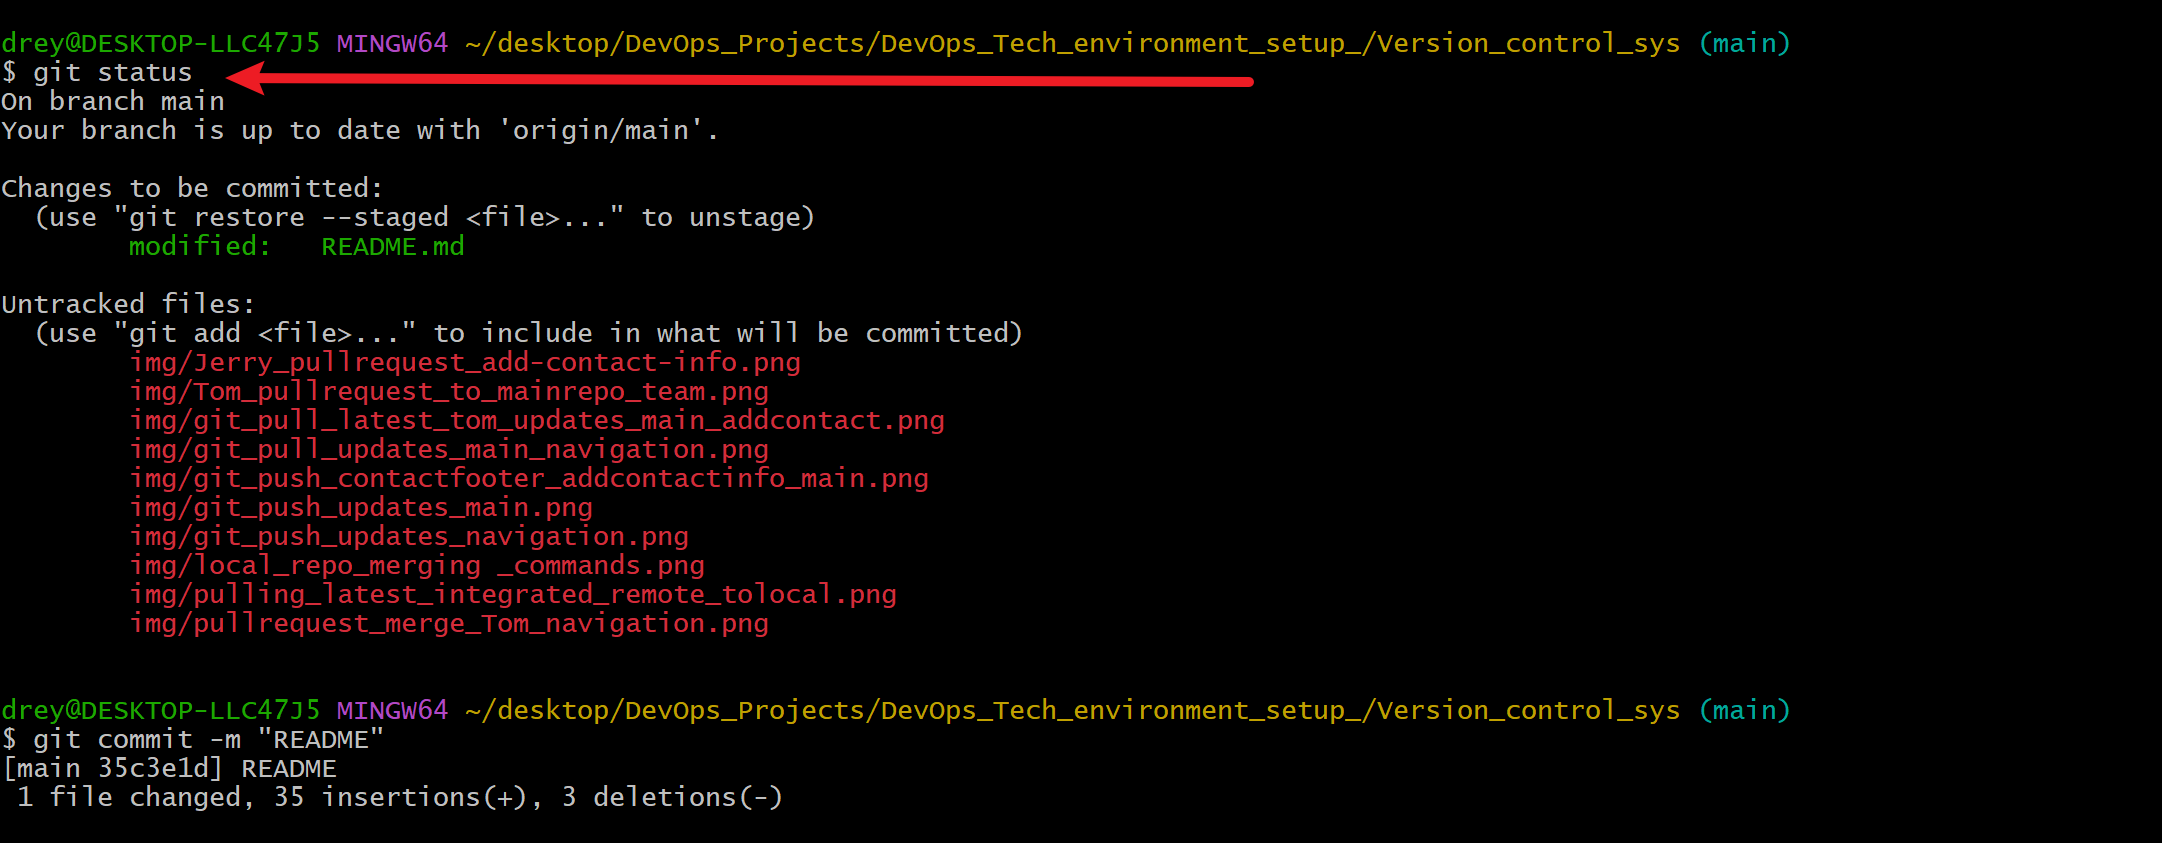 drey@DESKTOP-LLC47J5 MINGW64 ~/desktop/DevOps_Projects/DevOps_Tech_environment_setup_/Version_control_sys (main)
$ git status
On branch main
Your branch is up to date with 'origin/main'.
Changes to be committed:
  (use "git restore --staged <file>..." to unstage)
        modified:   README.md
Untracked files:
  (use "git add <file>..." to include in what will be committed)
        img/Jerry_pullrequest_add-contact-info.png
        img/Tom_pullrequest_to_mainrepo_team.png
        img/git_pull_latest_tom_updates_main_addcontact.png
        img/git_pull_updates_main_navigation.png
        img/git_push_contactfooter_addcontactinfo_main.png
        img/git_push_updates_main.png
        img/git_push_updates_navigation.png
        img/local_repo_merging _commands.png
        img/pulling_latest_integrated_remote_tolocal.png
        img/pullrequest_merge_Tom_navigation.png
drey@DESKTOP-LLC47J5 MINGW64 ~/desktop/DevOps_Projects/DevOps_Tech_environment_setup_/Version_control_sys (main)
$ git commit -m "README"
[main 35c3e1d] README
 1 file changed, 35 insertions(+), 3 deletions(-)